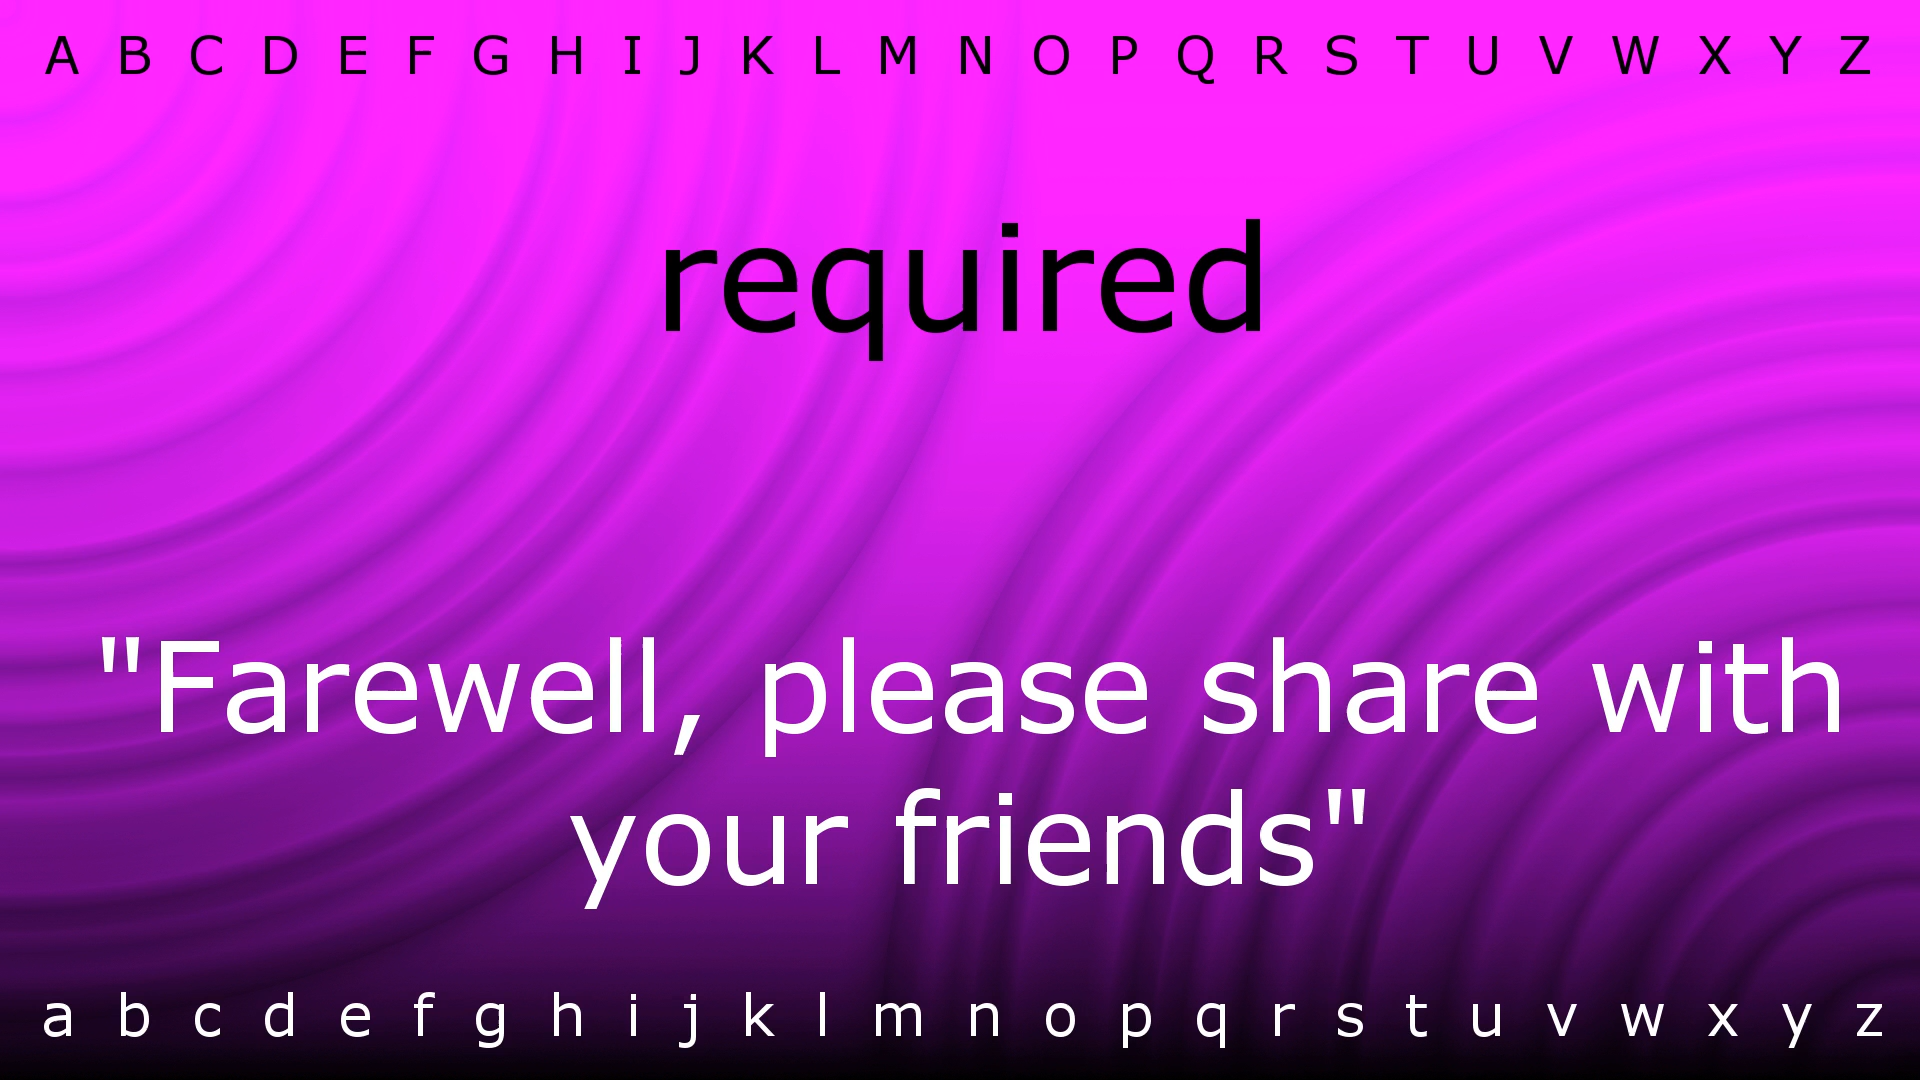 A B C D E F G H I J K L M N O P Q R S T U V W X Y Z
required
"Farewell, please share with
your friends"
a b c d e f g h i j k l m n o p q r s t u v w x y z